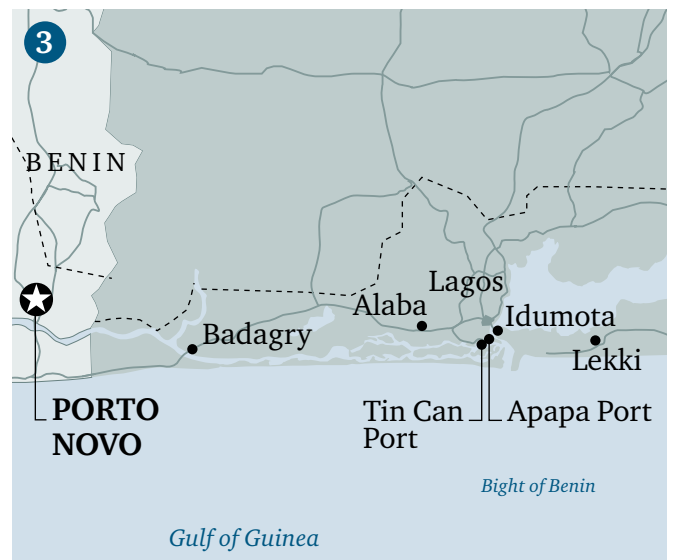 3
BENIN
Lagos
Alaba
Idumota
Badagry
Lekki
PORTO
NOVO
Tin Can
Port
Apapa Port
Bight of Benin
Gulf of Guinea